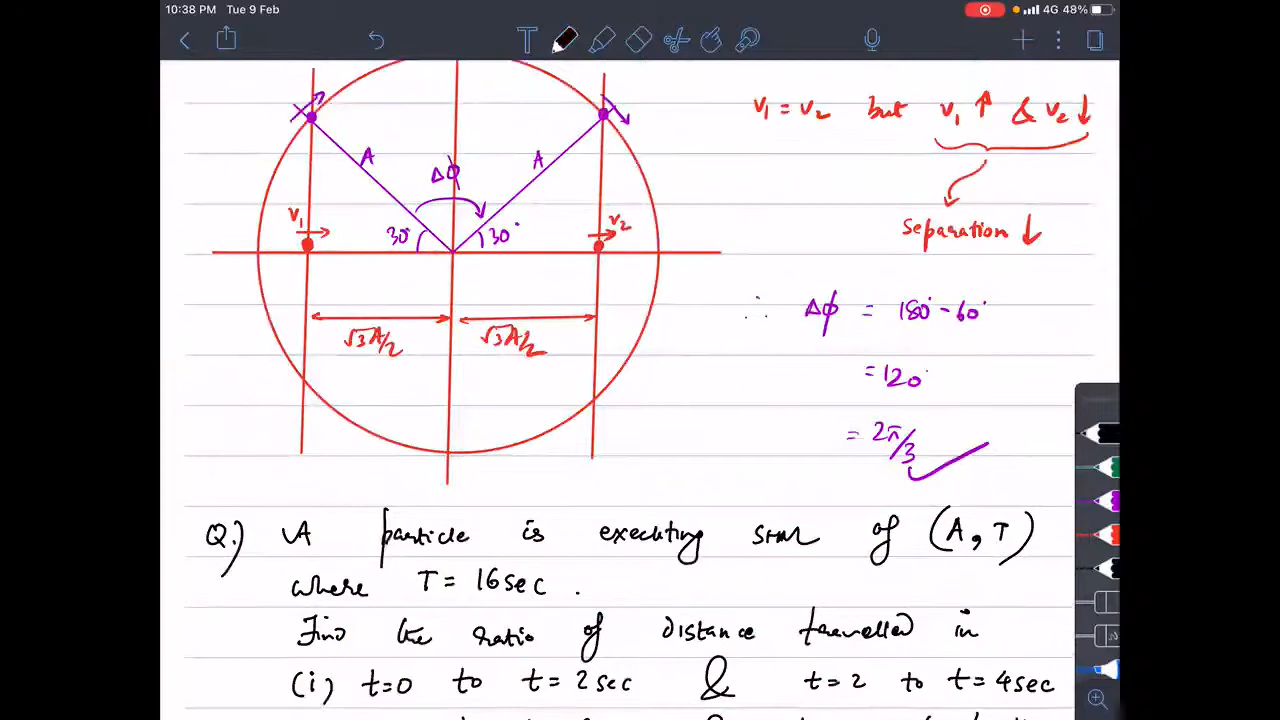 10:38 PM Tue 9 Feb
4G 48%
T
v₁ = v₂ but v₁ ↑ & v₂ ↓
Separation ↓
A
A
Δϕ
v₁
v₂
30°
30°
√3A/2
√3A/2
∴ Δϕ = 180° - 60°
= 120°
= 2π/3
Q:) A particle is executing SHM of (A, T)
where T = 16 sec .
Find the ratio of distance travelled in
(i) t=0 to t = 2 sec & t = 2 to t = 4 sec